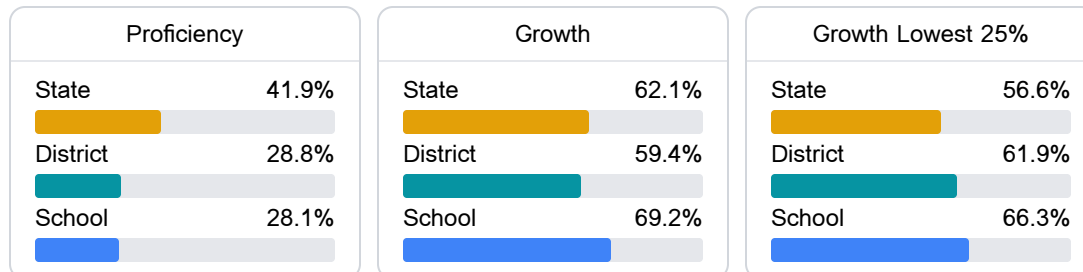 Proficiency
State 41.9%
District 28.8%
School 28.1%
Growth
State 62.1%
District 59.4%
School 69.2%
Growth Lowest 25%
State 56.6%
District 61.9%
School 66.3%